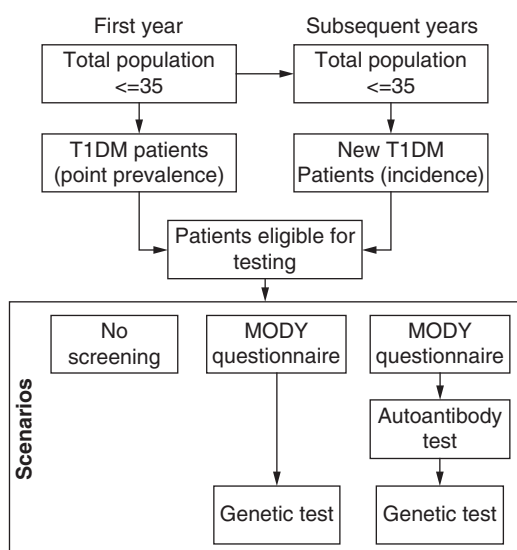 First year
Subsequent years
Total population
<=35
Total population
<=35
T1DM patients
(point prevalence)
New T1DM
Patients (incidence)
Patients eligible for
testing
Scenarios
No
screening
MODY
questionnaire
MODY
questionnaire
Autoantibody
test
Genetic test
Genetic test